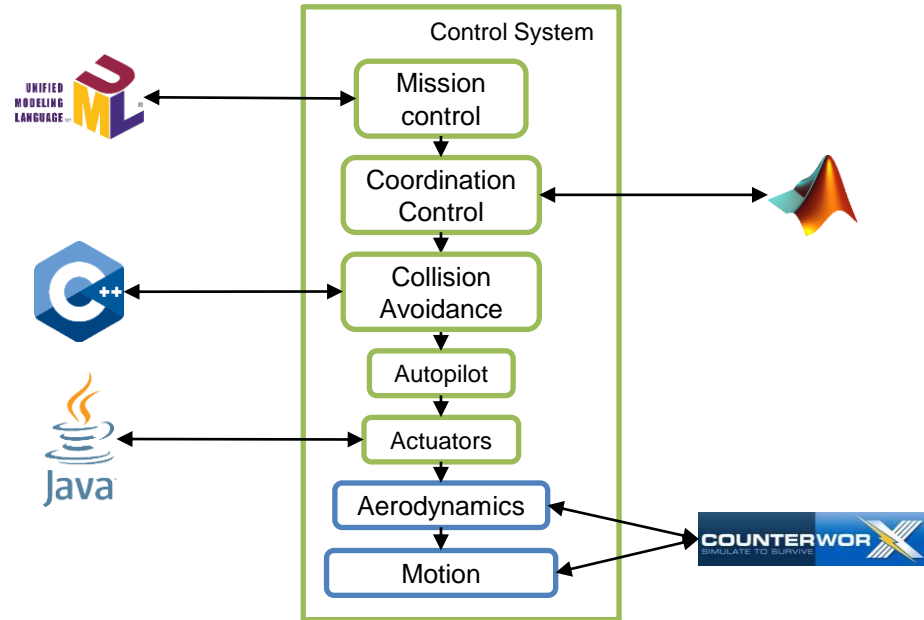 Control System
UNIFIED
MODELING
LANGUAGE
UML
®
Mission
control
Coordination
Control
C++
Collision
Avoidance
Autopilot
Java
Actuators
Aerodynamics
COUNTERWORX
SIMULATE TO SURVIVE
Motion